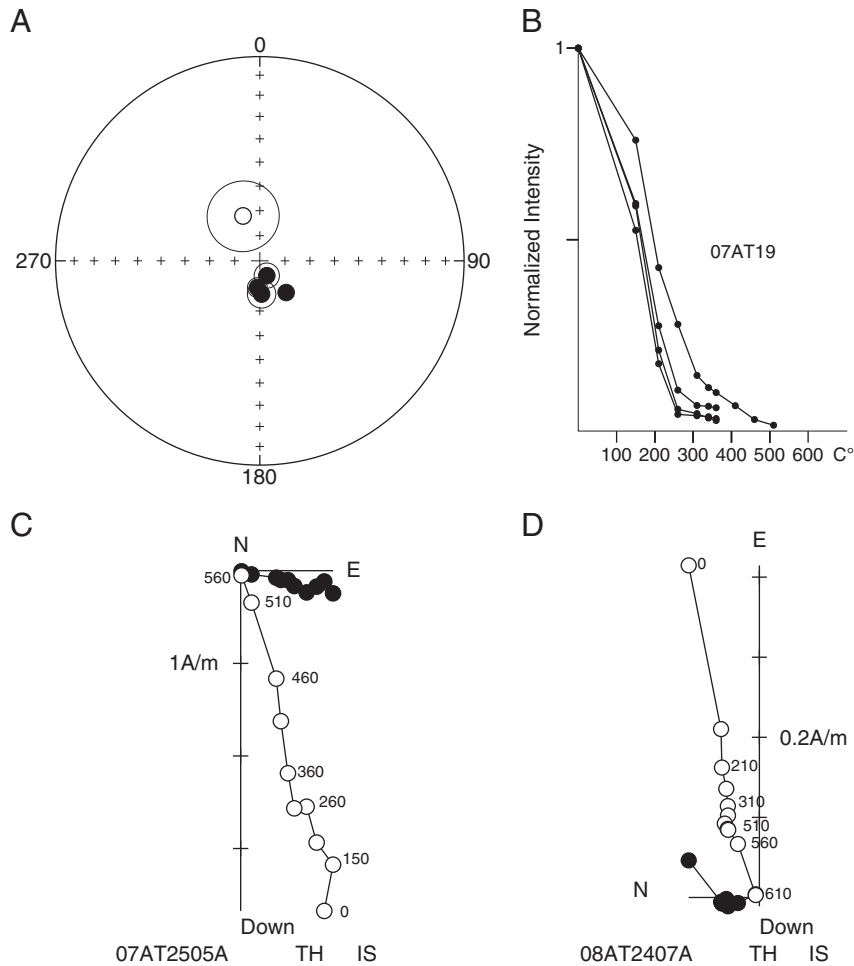 A
0
270
90
180
B
1
Normalized Intensity
07AT19
100 200 300 400 500 600 C°
C
N
E
560
510
1A/m
460
360
260
150
0
Down
07AT2505A TH IS
D
E
0
0.2A/m
210
310
510
560
N
610
Down
08AT2407A TH IS